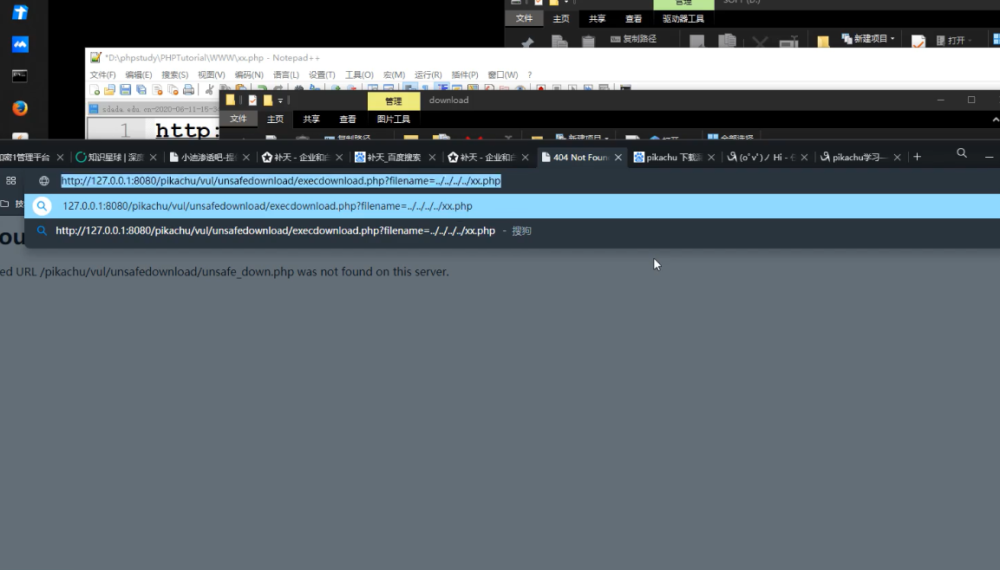 管理
SOFT (D:)
文件 主页 共享 查看 驱动器工具
复制路径 新建项目 打开
*D:\phpstudy\PHPTutorial\WWW\xx.php - Notepad++
文件(F) 编辑(E) 搜索(S) 视图(V) 编码(N) 语言(L) 设置(T) 工具(O) 宏(M) 运行(R) 插件(P) 窗口(W) ?
管理 download
sdada.edu.cn-2020-06-11-15-3
文件 主页 共享 查看 图片工具
1 http:
复制路径 新建项目 打开 全部选择
1管理平台 知识星球 | 深度 小迪渗透吧-提 补天 - 企业和 补天_百度搜索 补天 - 企业和 404 Not Foun pikachu 下载 (o゚v゚)ノ Hi - pikachu学习—
http://127.0.0.1:8080/pikachu/vul/unsafedownload/execdownload.php?filename=../../../../xx.php
127.0.0.1:8080/pikachu/vul/unsafedownload/execdownload.php?filename=../../../../xx.php
技
http://127.0.0.1:8080/pikachu/vul/unsafedownload/execdownload.php?filename=../../../../xx.php - 搜狗
ou
ed URL /pikachu/vul/unsafedownload/unsafe_down.php was not found on this server.